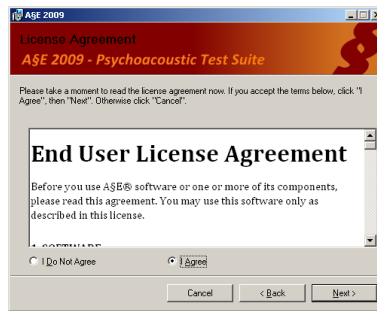 A§E 2009
License Agreement
A§E 2009 - Psychoacoustic Test Suite
Please take a moment to read the license agreement now. If you accept the terms below, click "I
Agree", then "Next". Otherwise click "Cancel".
End User License Agreement
Before you use A§E® software or one or more of its components,
please read this agreement. You may use this software only as
described in this license.
1. SOFTWARE
I Do Not Agree
I Agree
Cancel
< Back
Next >